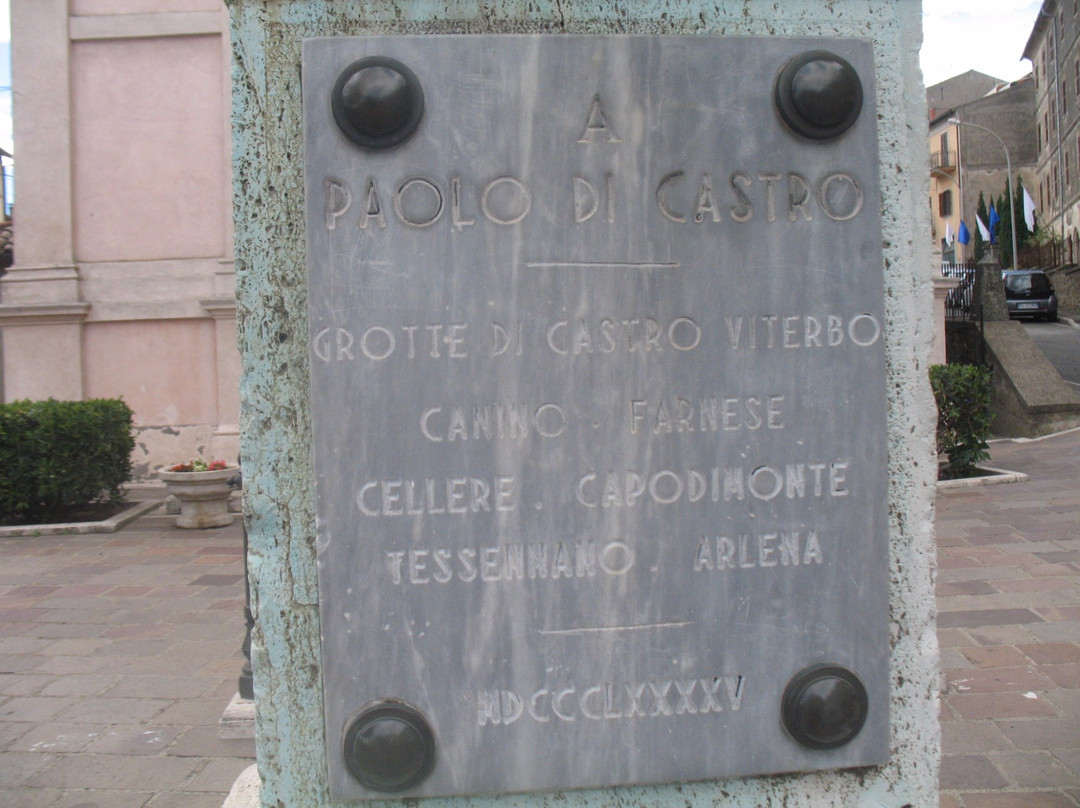 A
PAOLO DI CASTRO
GROTTE DI CASTRO VITERBO
CANINO . FARNESE
CELLERE . CAPODIMONTE
TESSENNANO . ARLENA
MDCCCLXXXXV